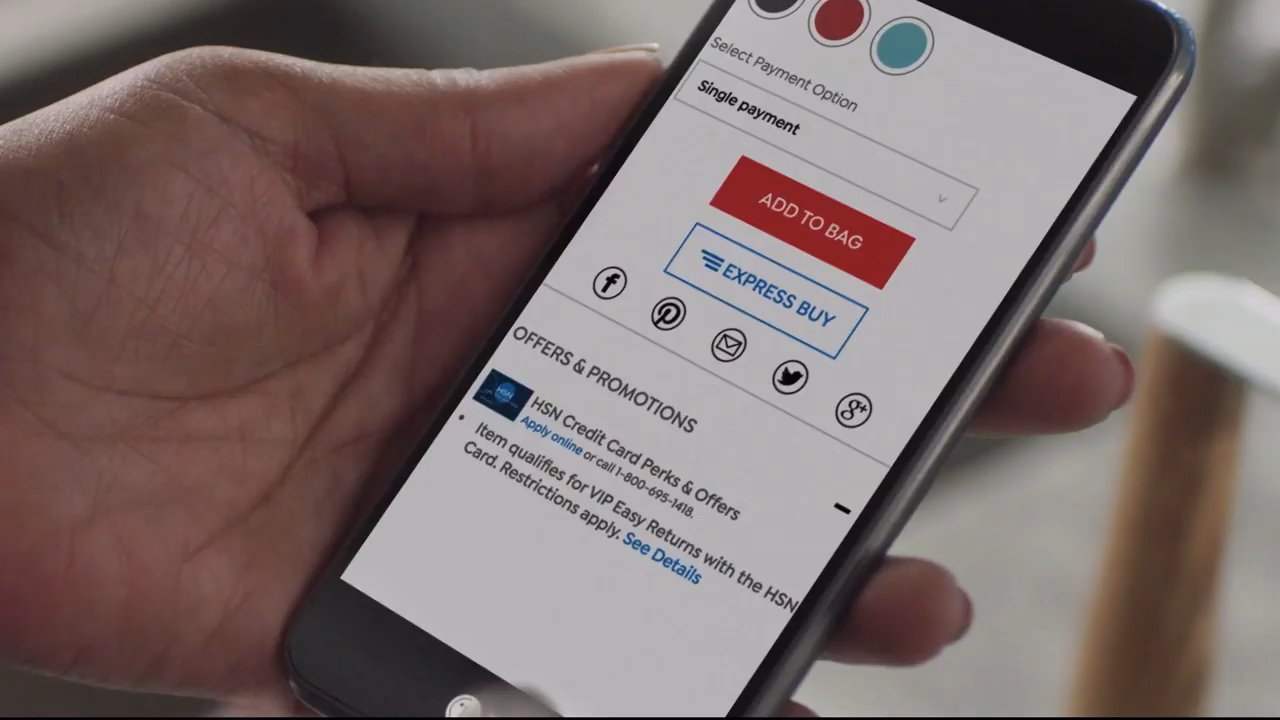 Select Payment Option
Single payment
ADD TO BAG
EXPRESS BUY
OFFERS & PROMOTIONS
HSN
HSN Credit Card Perks & Offers
Apply online or call 1-800-695-1418.
Item qualifies for VIP Easy Returns with the HSN
Card. Restrictions apply. See Details